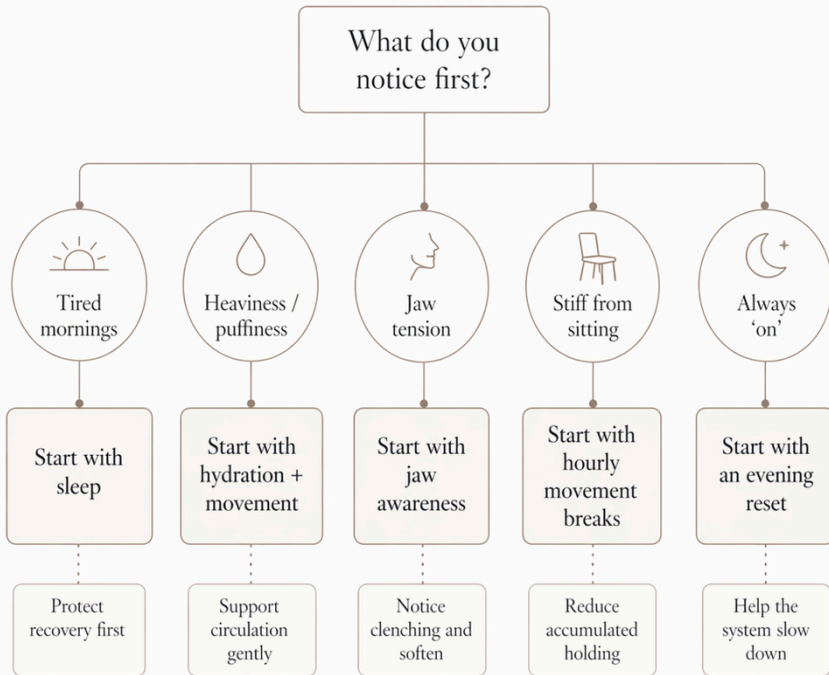 What do you
notice first?
Tired
mornings
Heaviness /
puffiness
Jaw
tension
Stiff from
sitting
Always
‘on’
Start with
sleep
Start with
hydration +
movement
Start with
jaw
awareness
Start with
hourly
movement
breaks
Start with
an evening
reset
Protect
recovery first
Support
circulation
gently
Notice
clenching and
soften
Reduce
accumulated
holding
Help the
system slow
down